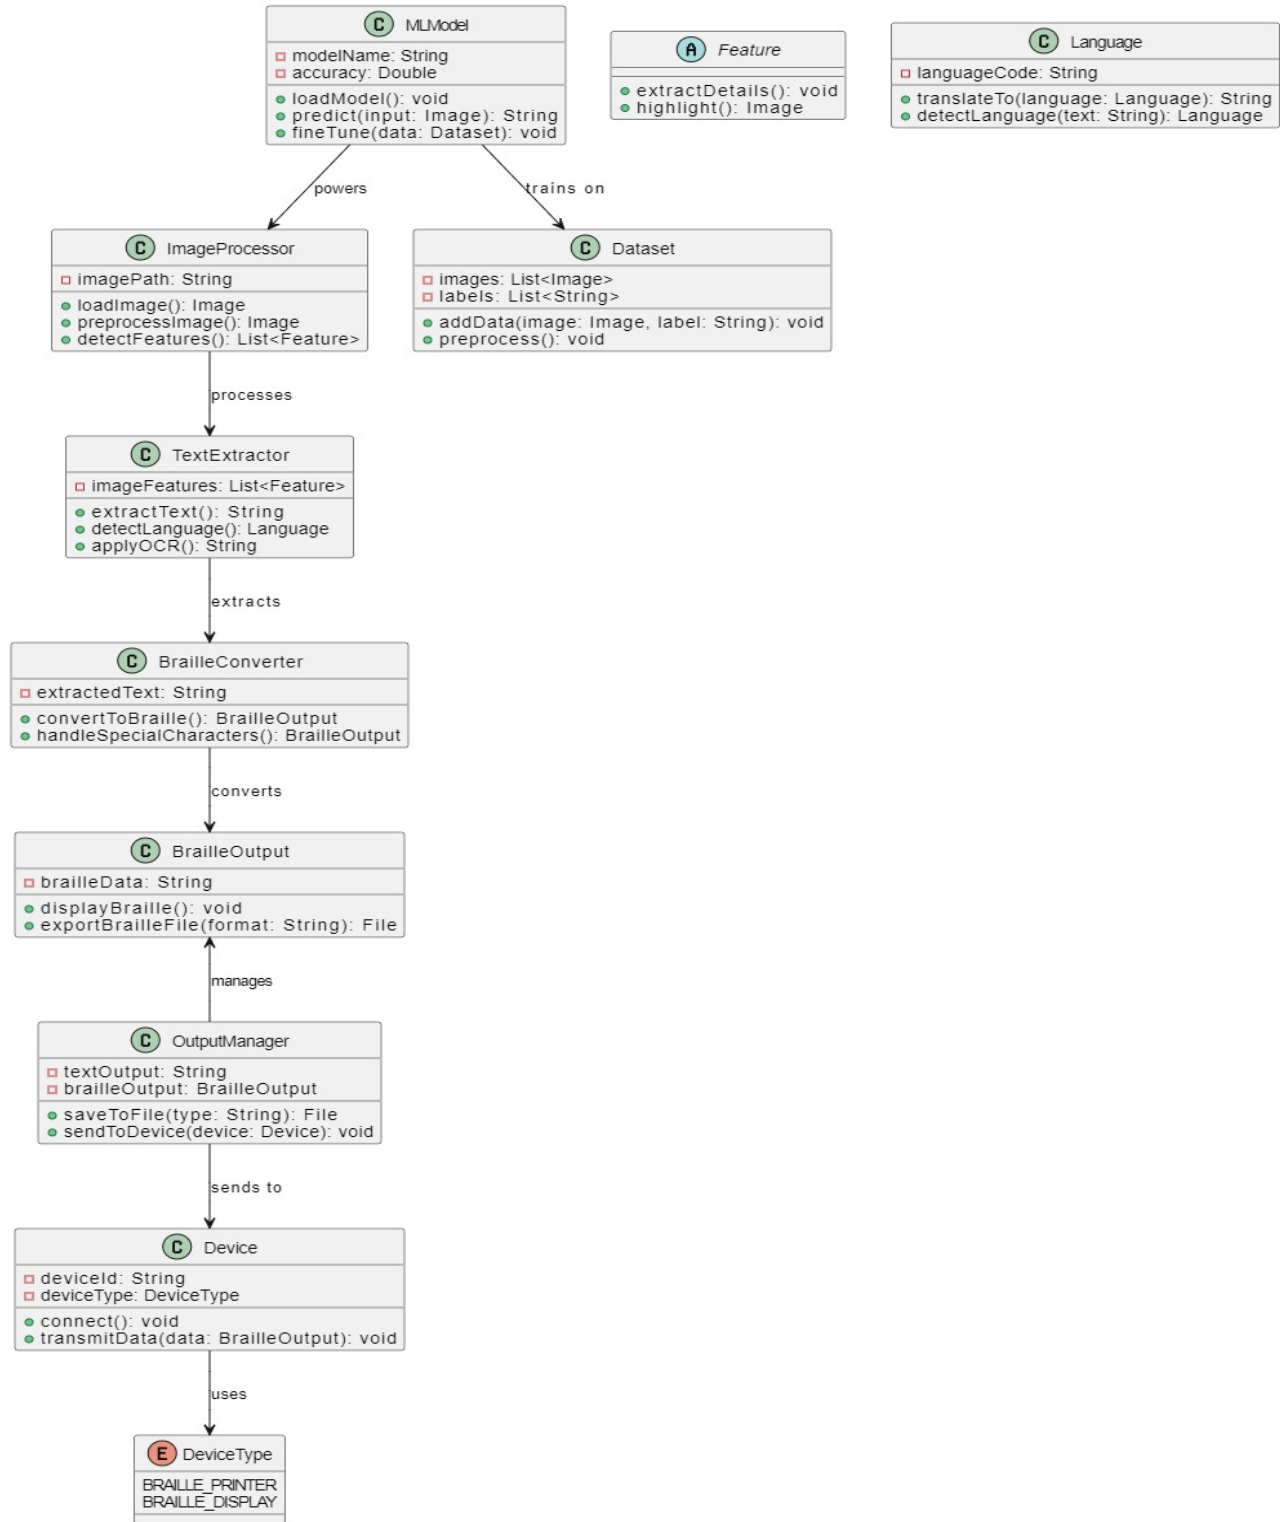 C MLModel
modelName: String
accuracy: Double
loadModel(): void
predict(input: Image): String
fineTune(data: Dataset): void
A Feature
extractDetails(): void
highlight(): Image
C Language
languageCode: String
translateTo(language: Language): String
detectLanguage(text: String): Language
powers
trains on
C ImageProcessor
imagePath: String
loadImage(): Image
preprocessImage(): Image
detectFeatures(): List<Feature>
C Dataset
images: List<Image>
labels: List<String>
addData(image: Image, label: String): void
preprocess(): void
processes
C TextExtractor
imageFeatures: List<Feature>
extractText(): String
detectLanguage(): Language
applyOCR(): String
extracts
C BrailleConverter
extractedText: String
convertToBraille(): BrailleOutput
handleSpecialCharacters(): BrailleOutput
converts
C BrailleOutput
brailleData: String
displayBraille(): void
exportBrailleFile(format: String): File
manages
C OutputManager
textOutput: String
brailleOutput: BrailleOutput
saveToFile(type: String): File
sendToDevice(device: Device): void
sends to
C Device
deviceId: String
deviceType: DeviceType
connect(): void
transmitData(data: BrailleOutput): void
uses
E DeviceType
BRAILLE_PRINTER
BRAILLE_DISPLAY